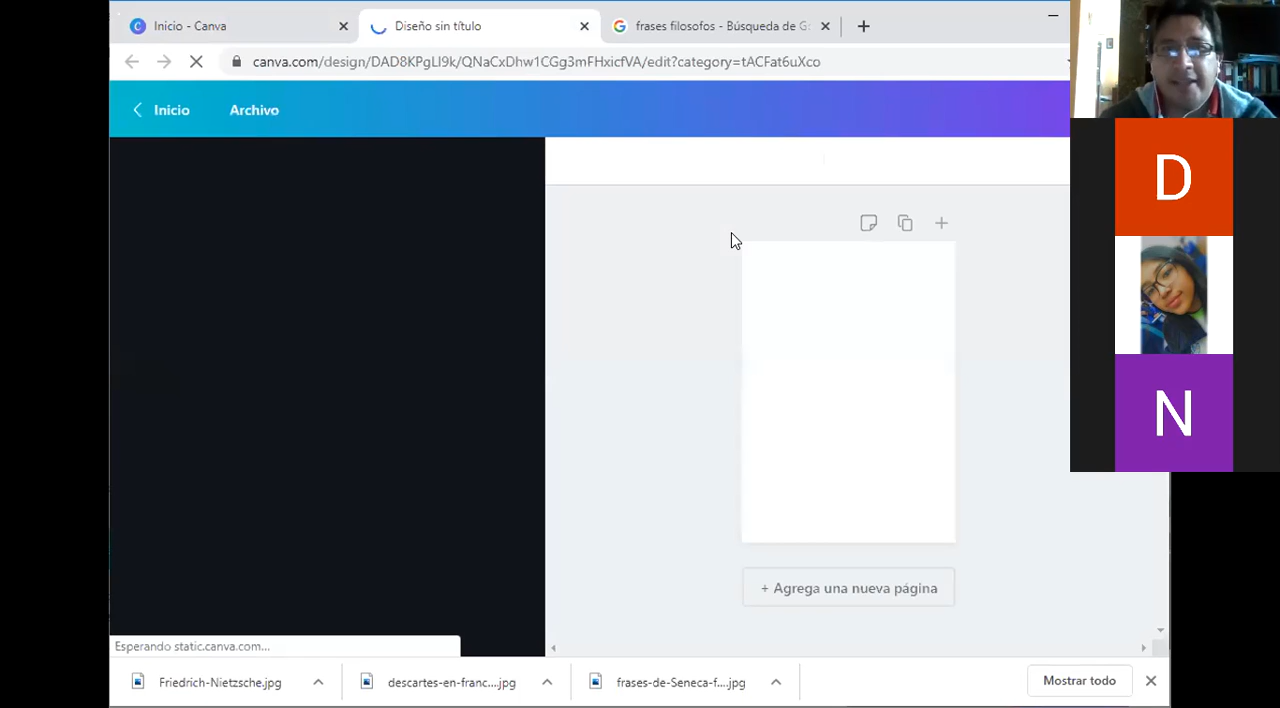 Inicio - Canva
Diseño sin título
frases filosofos - Búsqueda de Go
canva.com/design/DAD8KPgLI9k/QNaCxDhw1CGg3mFHxicfVA/edit?category=tACFat6uXco
Inicio
Archivo
D
N
+ Agrega una nueva página
Esperando static.canva.com...
Friedrich-Nietzsche.jpg
descartes-en-franc....jpg
frases-de-Seneca-f....jpg
Mostrar todo